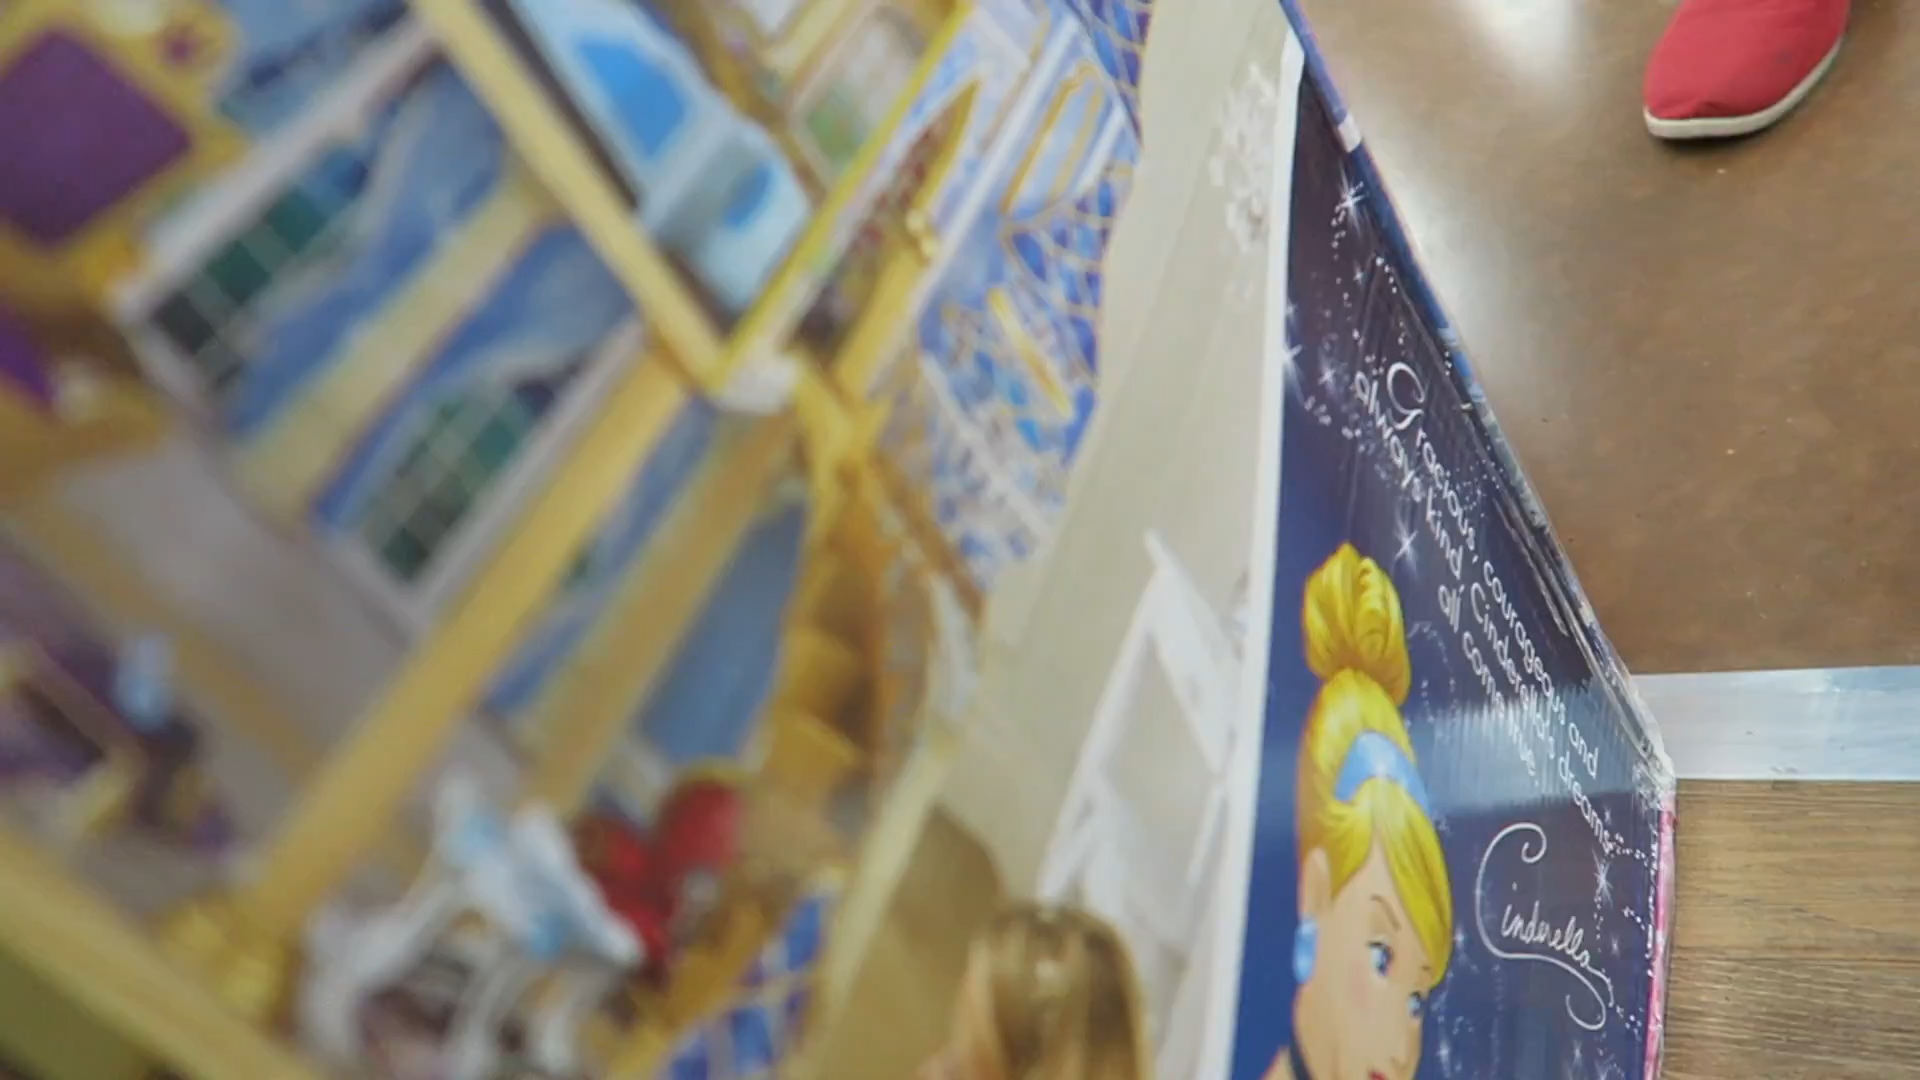 Gracious, courageous and
always kind, Cinderella's dreams
all come true.
Cinderella